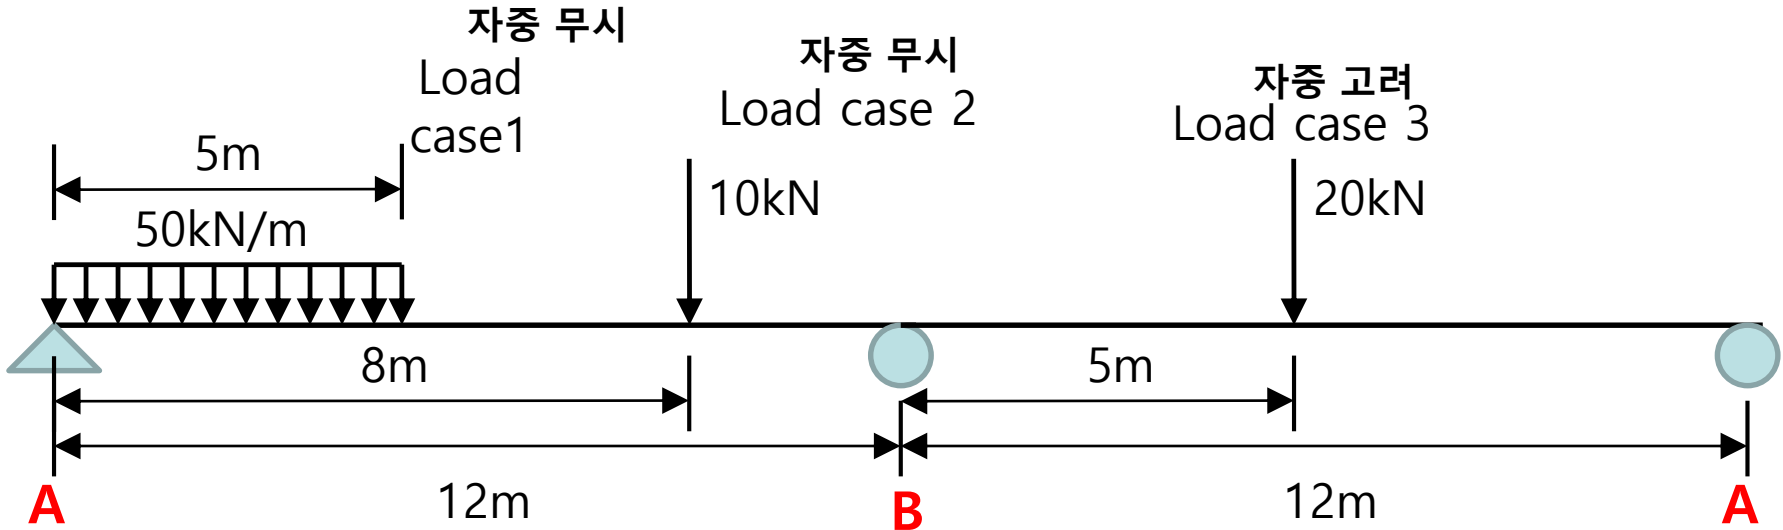 자중 무시
Load
case1
자중 무시
Load case 2
자중 고려
Load case 3
5m
50kN/m
10kN
20kN
8m
5m
12m
12m
A
B
A